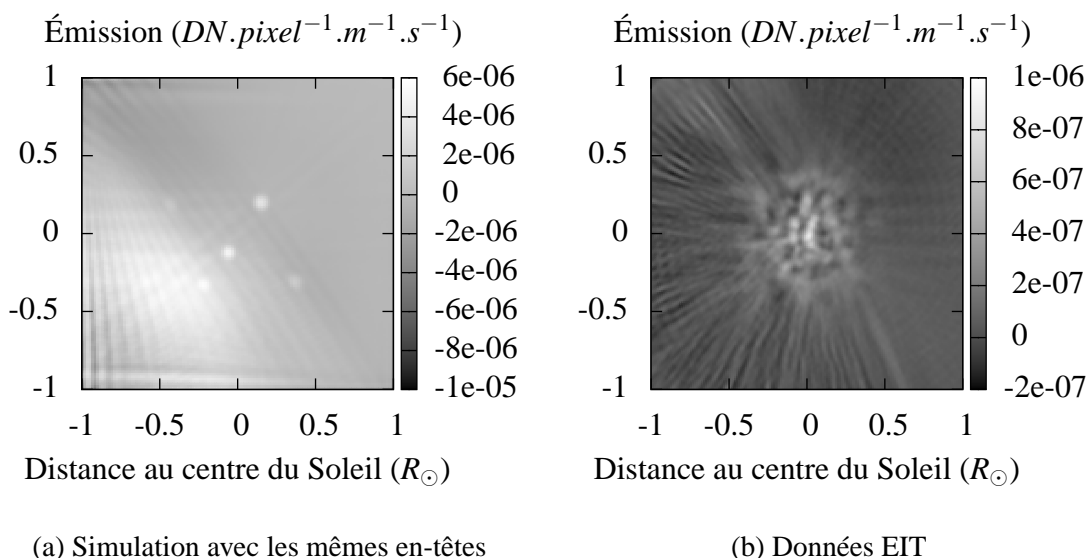 Émission (DN.pixel⁻¹.m⁻¹.s⁻¹)
1
0.5
0
-0.5
-1
-1 -0.5 0 0.5 1
6e-06
4e-06
2e-06
0
-2e-06
-4e-06
-6e-06
-8e-06
-1e-05
Distance au centre du Soleil (R☉)
(a) Simulation avec les mêmes en-têtes
Émission (DN.pixel⁻¹.m⁻¹.s⁻¹)
1
0.5
0
-0.5
-1
-1 -0.5 0 0.5 1
1e-06
8e-07
6e-07
4e-07
2e-07
0
-2e-07
Distance au centre du Soleil (R☉)
(b) Données EIT